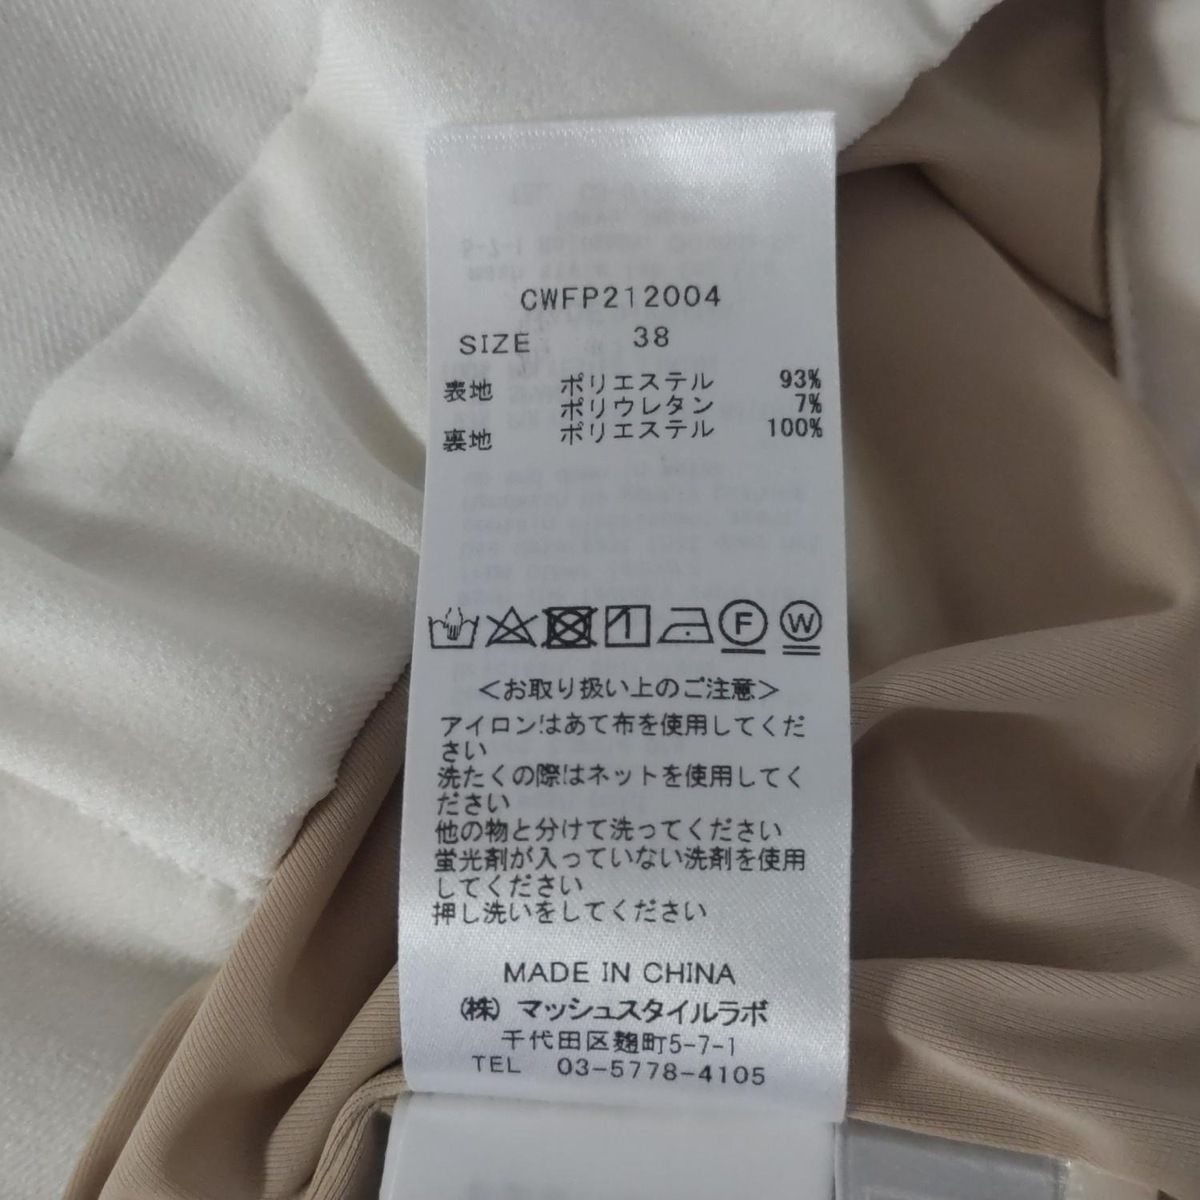 CWFP212004
SIZE 38
表地 ポリエステル 93%
ポリウレタン 7%
裏地 ポリエステル 100%
F W
＜お取り扱い上のご注意＞
アイロンはあて布を使用してくだ
さい
洗たくの際はネットを使用してく
ださい
他の物と分けて洗ってください
蛍光剤が入っていない洗剤を使用
してください
押し洗いをしてください
MADE IN CHINA
(株) マッシュスタイルラボ
千代田区麹町5-7-1
TEL 03-5778-4105